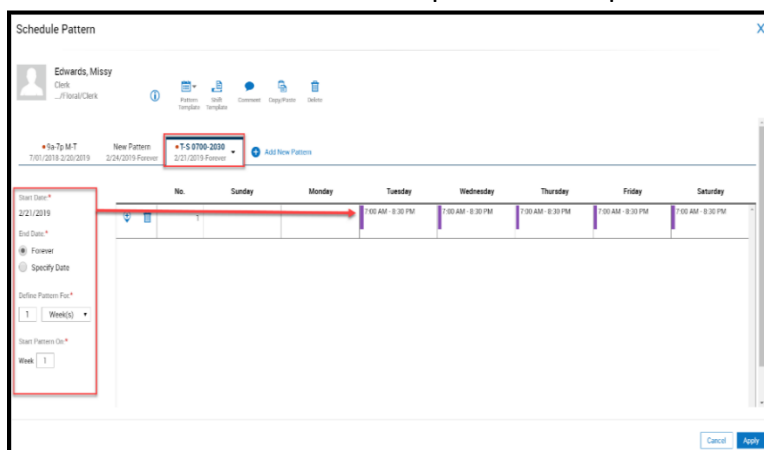 Schedule Pattern
X
Edwards, Missy
Clerk
.../Floral/Clerk
Pattern Template
Shift Template
Comment
Copy/Paste
Delete
9a-7p M-T
7/01/2018-2/20/2019
New Pattern
2/24/2019-Forever
T-S 0700-2030
2/21/2019-Forever
Add New Pattern
No. Sunday Monday Tuesday Wednesday Thursday Friday Saturday
1 7:00 AM - 8:30 PM 7:00 AM - 8:30 PM 7:00 AM - 8:30 PM 7:00 AM - 8:30 PM 7:00 AM - 8:30 PM
Start Date:*
2/21/2019
End Date:*
Forever
Specify Date
Define Pattern For:*
1 Week(s)
Start Pattern On:*
Week 1
Cancel Apply